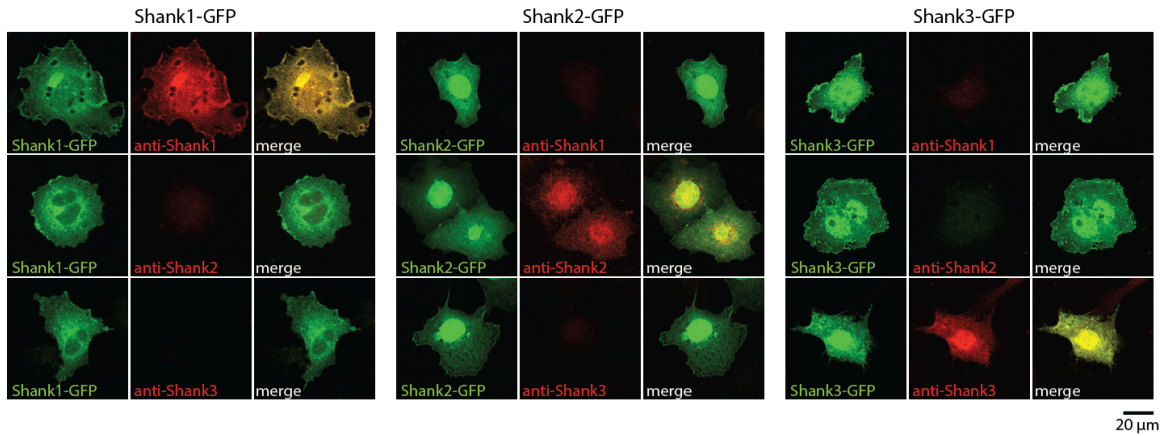 Shank1-GFP Shank2-GFP Shank3-GFP
Shank1-GFP anti-Shank1 merge Shank2-GFP anti-Shank1 merge Shank3-GFP anti-Shank1 merge
Shank1-GFP anti-Shank2 merge Shank2-GFP anti-Shank2 merge Shank3-GFP anti-Shank2 merge
Shank1-GFP anti-Shank3 merge Shank2-GFP anti-Shank3 merge Shank3-GFP anti-Shank3 merge
20 µm